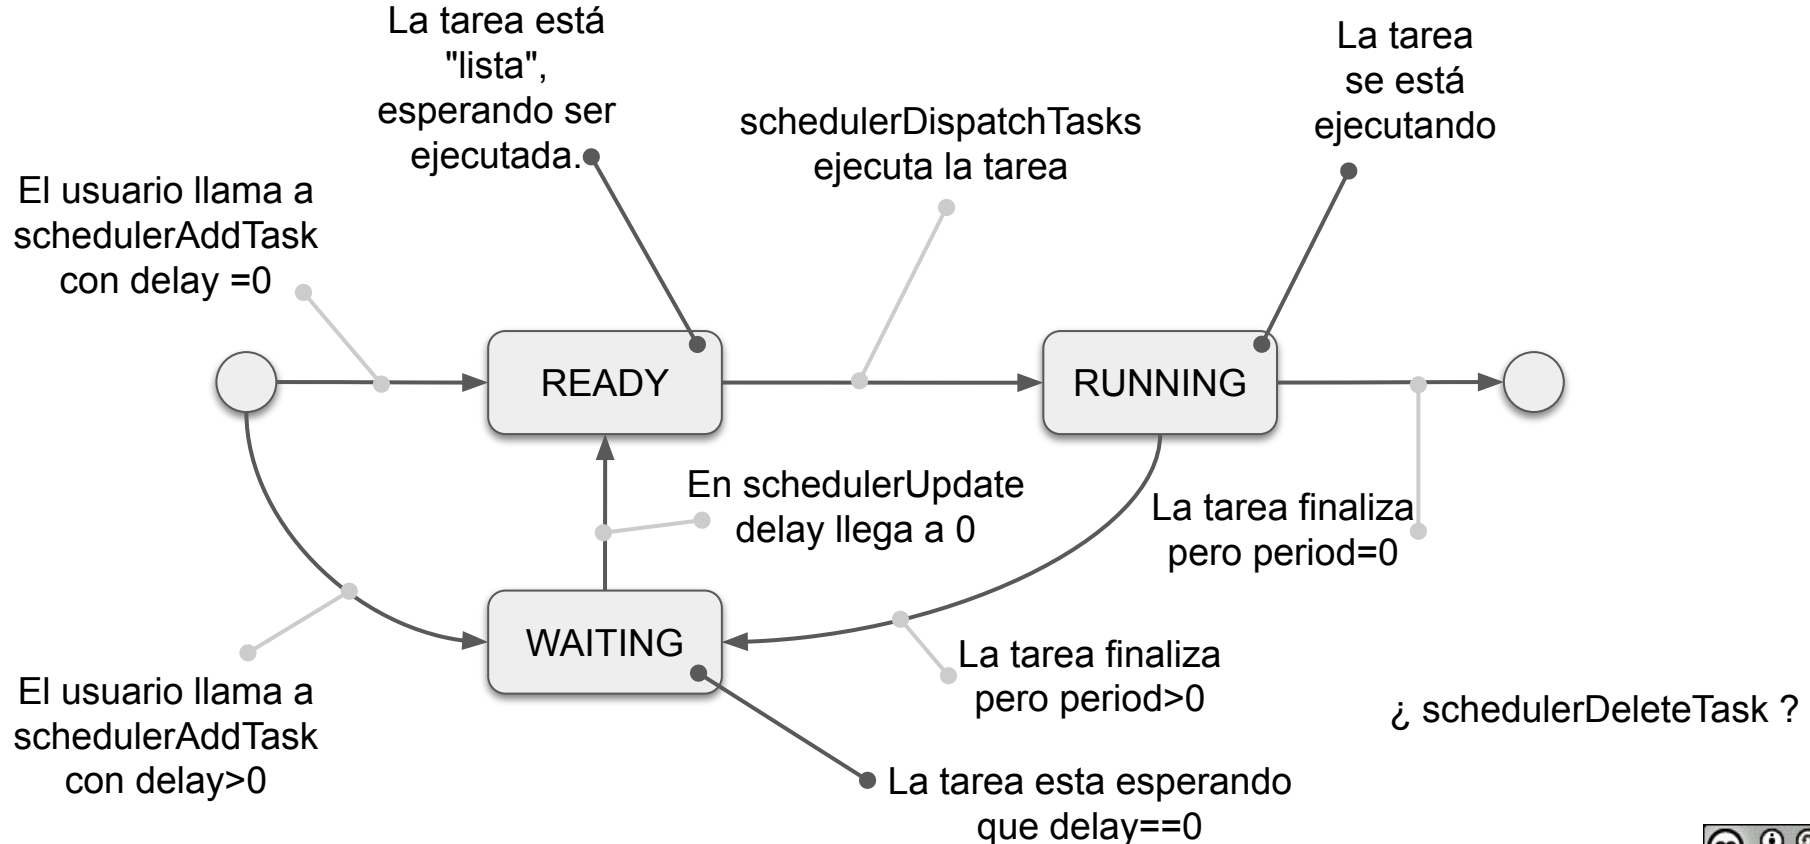 La tarea está
"lista",
esperando ser
ejecutada.
La tarea
se está
ejecutando
schedulerDispatchTasks
ejecuta la tarea
El usuario llama a
schedulerAddTask
con delay =0
READY
RUNNING
En schedulerUpdate
delay llega a 0
La tarea finaliza
pero period=0
WAITING
La tarea finaliza
pero period>0
El usuario llama a
schedulerAddTask
con delay>0
¿ schedulerDeleteTask ?
La tarea esta esperando
que delay==0